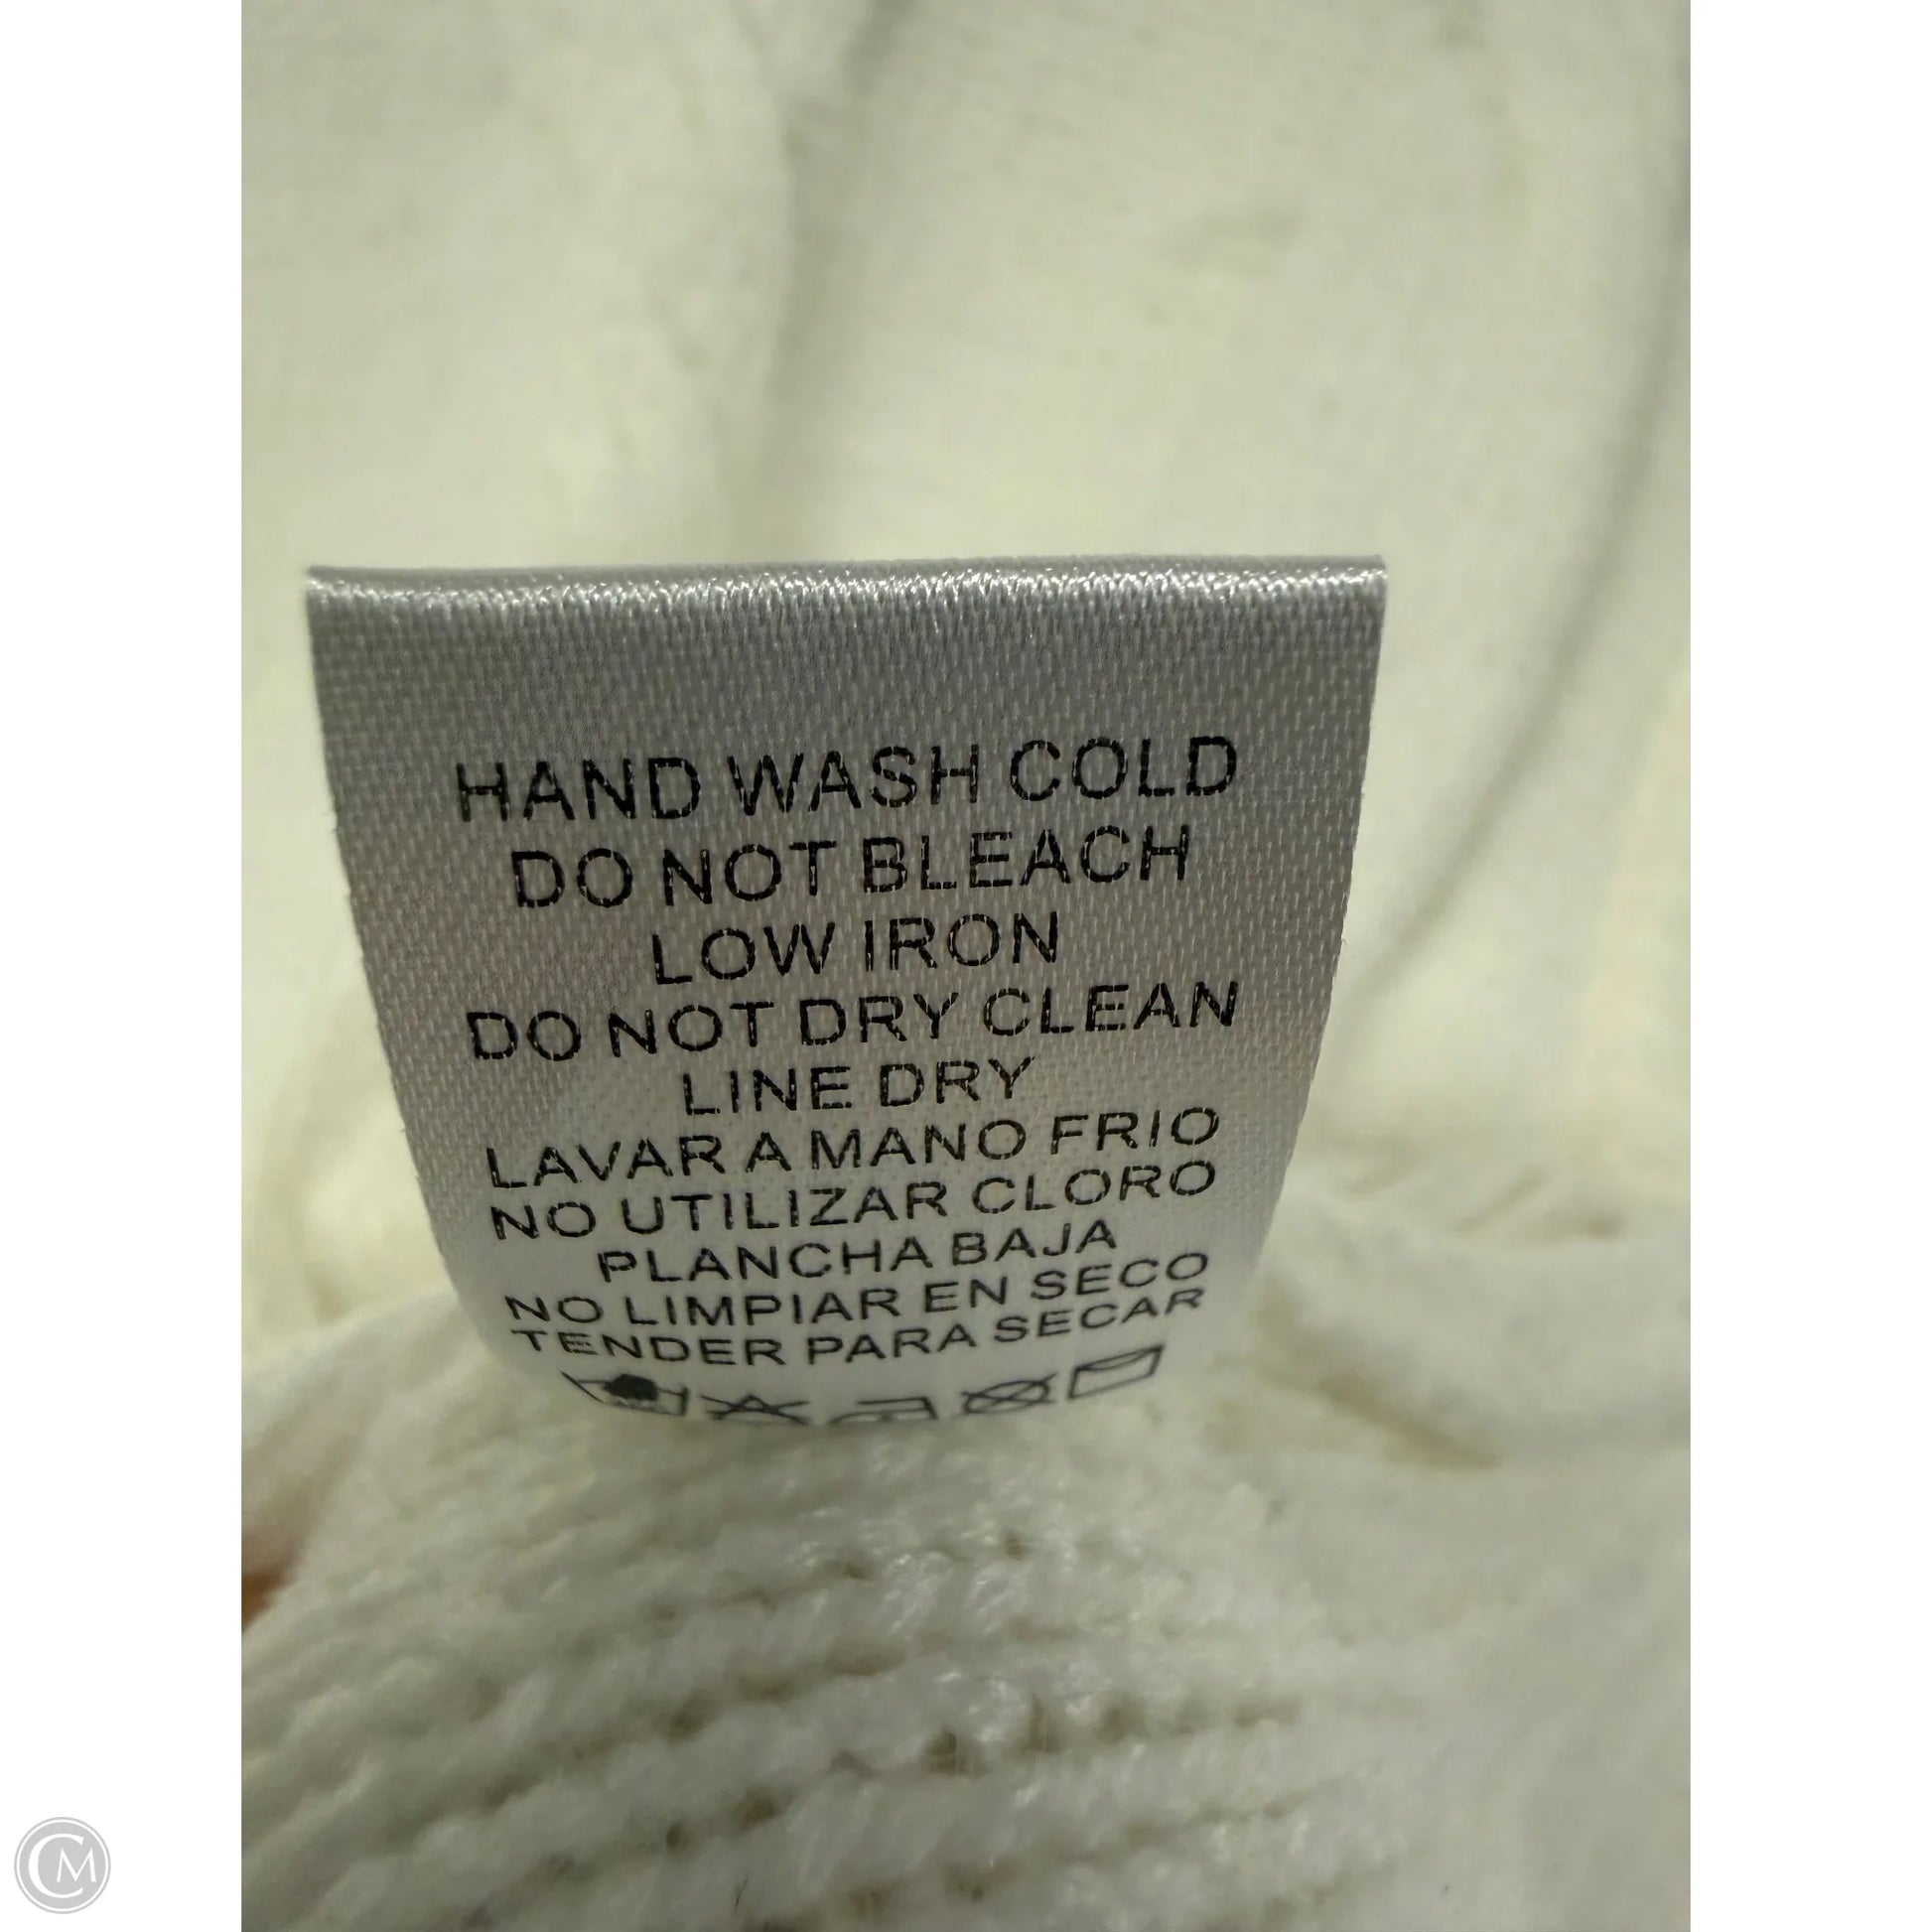 HAND WASH COLD
DO NOT BLEACH
LOW IRON
DO NOT DRY CLEAN
LINE DRY
LAVAR A MANO FRIO
NO UTILIZAR CLORO
PLANCHA BAJA
NO LIMPIAR EN SECO
TENDER PARA SECAR
CM